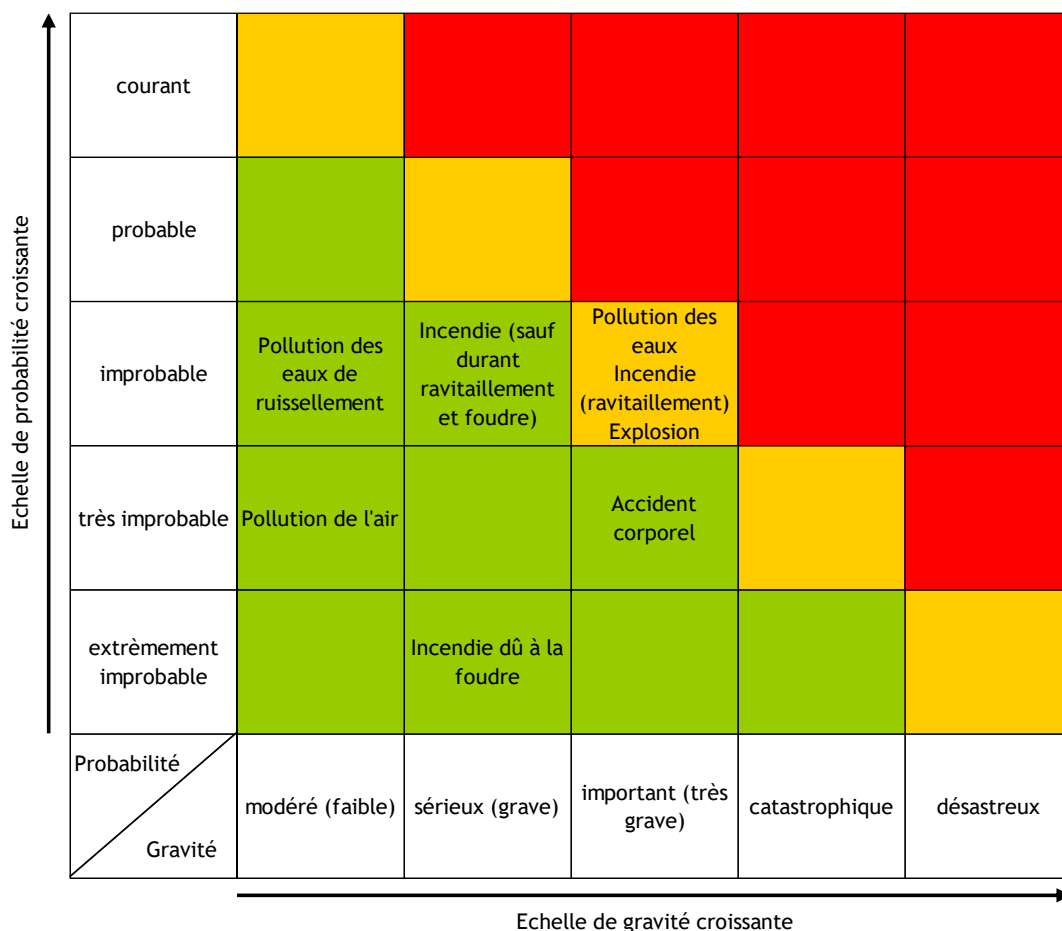 Echelle de probabilité croissante
courant
probable
improbable
Pollution des
eaux de
ruissellement
Incendie (sauf
durant
ravitaillement
et foudre)
Pollution des
eaux
Incendie
(ravitaillement)
Explosion
très improbable
Pollution de l'air
Accident
corporel
extrèmement
improbable
Incendie dû à la
foudre
Probabilité
Gravité
modéré (faible)
sérieux (grave)
important (très
grave)
catastrophique
désastreux
Echelle de gravité croissante